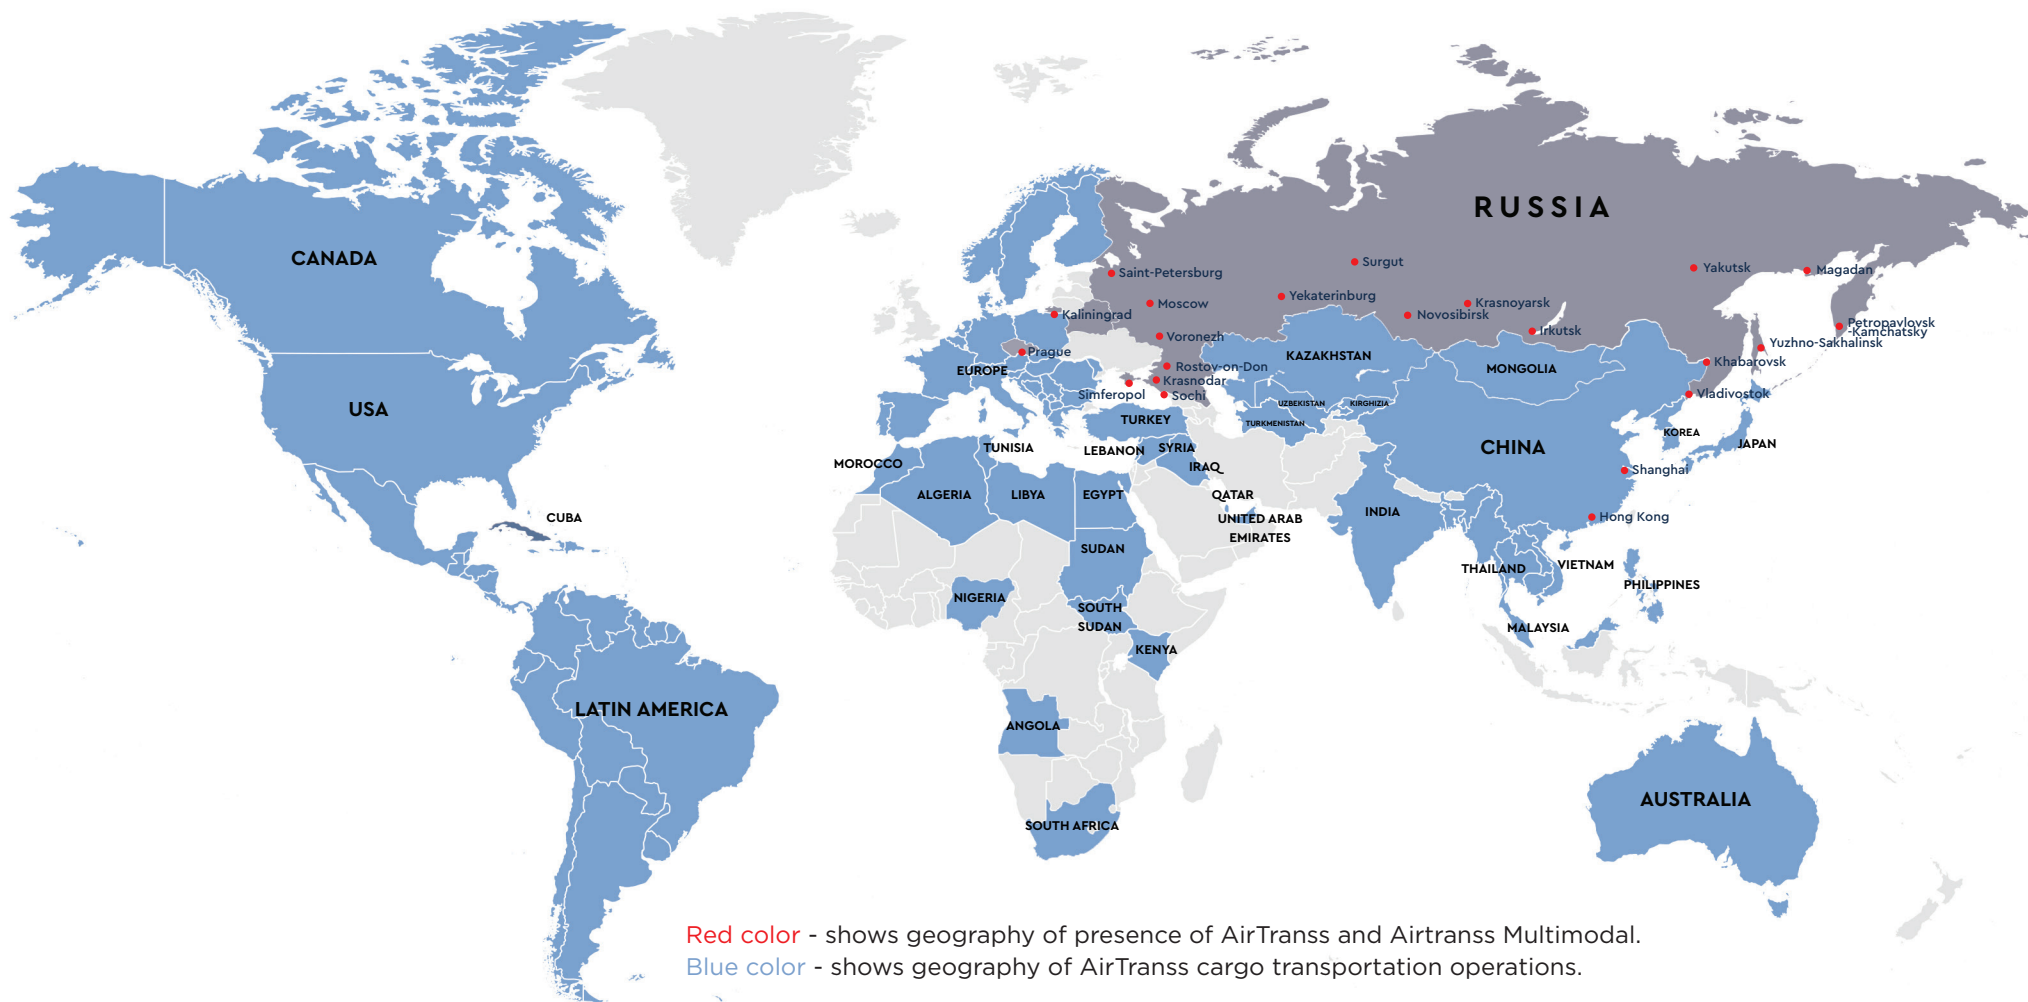 RUSSIA
CANADA
Surgut
Yakutsk
Magadan
Saint-Petersburg
Yekaterinburg
Krasnoyarsk
Moscow
Kaliningrad
Novosibirsk
Petropavlovsk
-Kamchatsky
Irkutsk
Voronezh
Yuzhno-Sakhalinsk
Prague
KAZAKHSTAN
Khabarovsk
EUROPE
Rostov-on-Don
MONGOLIA
Krasnodar
Simferopol
Sochi
Vladivostok
USA
UZBEKISTAN
KIRGHIZIA
TURKEY
TURKMENISTAN
KOREA
JAPAN
TUNISIA
LEBANON
SYRIA
CHINA
MOROCCO
IRAQ
Shanghai
ALGERIA
LIBYA
EGYPT
QATAR
INDIA
CUBA
UNITED ARAB
EMIRATES
Hong Kong
SUDAN
THAILAND
VIETNAM
PHILIPPINES
NIGERIA
SOUTH
SUDAN
MALAYSIA
KENYA
LATIN AMERICA
ANGOLA
AUSTRALIA
SOUTH AFRICA
Red color - shows geography of presence of AirTranss and Airtranss Multimodal.
Blue color - shows geography of AirTranss cargo transportation operations.